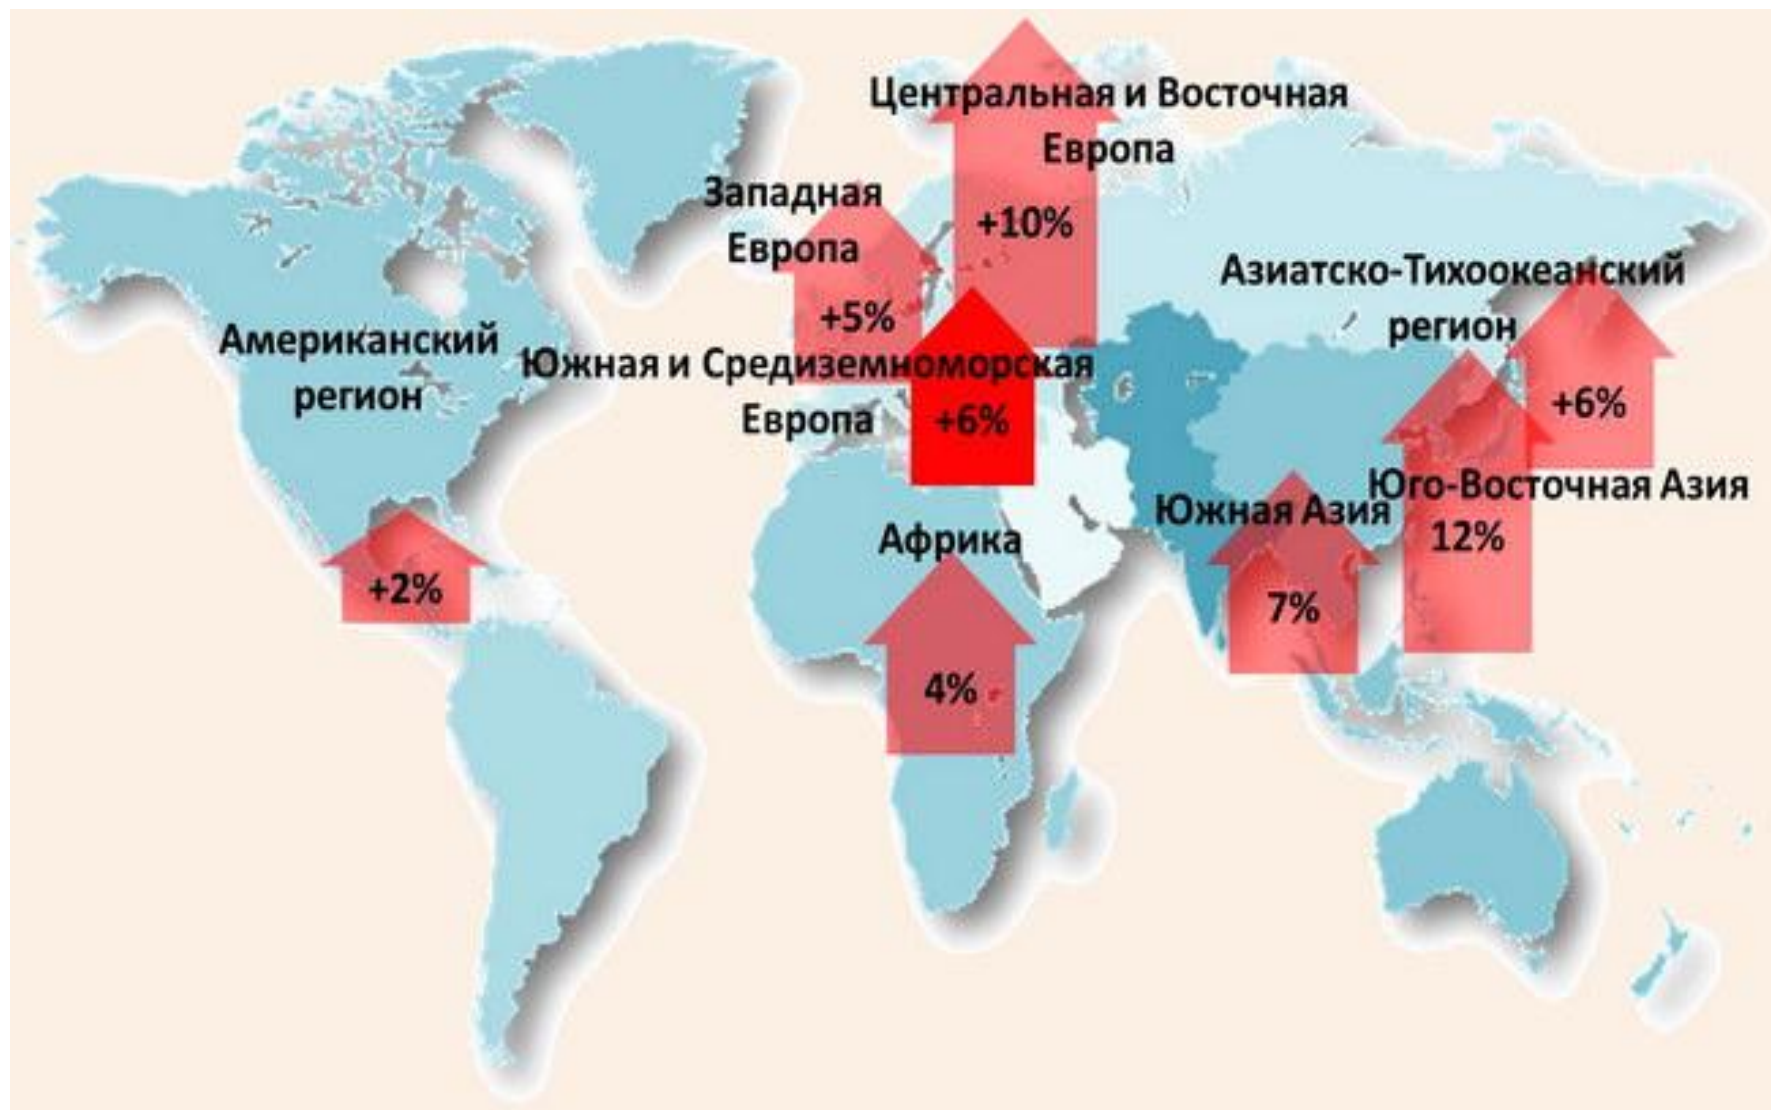 Центральная и Восточная
Европа
+10%
Западная
Европа
+5%
Азиатско-Тихоокеанский
регион
+6%
Американский
регион
+2%
Южная и Средиземноморская
Европа
+6%
Юго-Восточная Азия
12%
Южная Азия
7%
Африка
4%